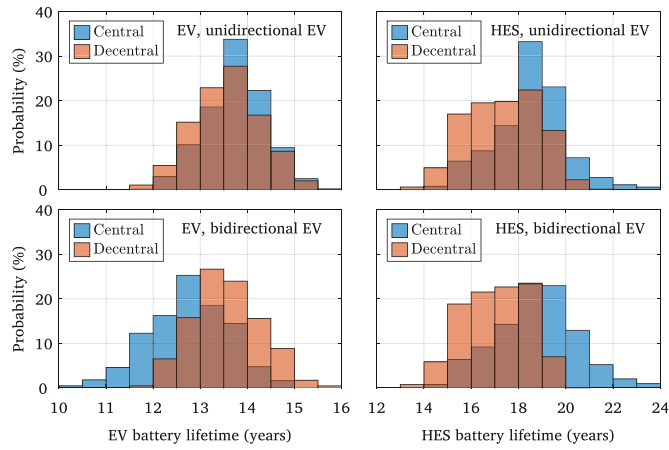 40
30
20
10
0
Probability (%)
Central
Decentral
EV, unidirectional EV
Central
Decentral
HES, unidirectional EV
40
30
20
10
0
Probability (%)
Central
Decentral
EV, bidirectional EV
Central
Decentral
HES, bidirectional EV
10 11 12 13 14 15 16
12 14 16 18 20 22 24
EV battery lifetime (years)
HES battery lifetime (years)